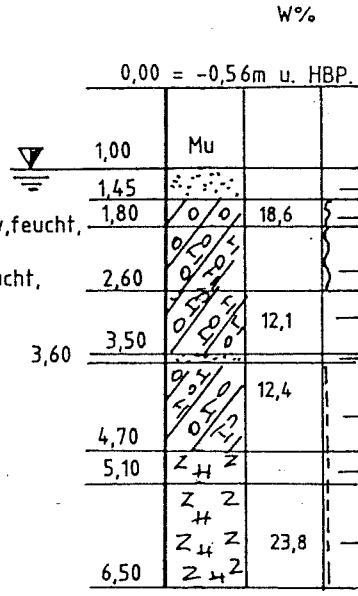 W%
0,00 = -0,56m u. HBP.
1,00 Mu
1,45
1,80 18,6
feucht,
2,60
12,1
3,50
3,60
12,4
4,70
5,10
23,8
6,50